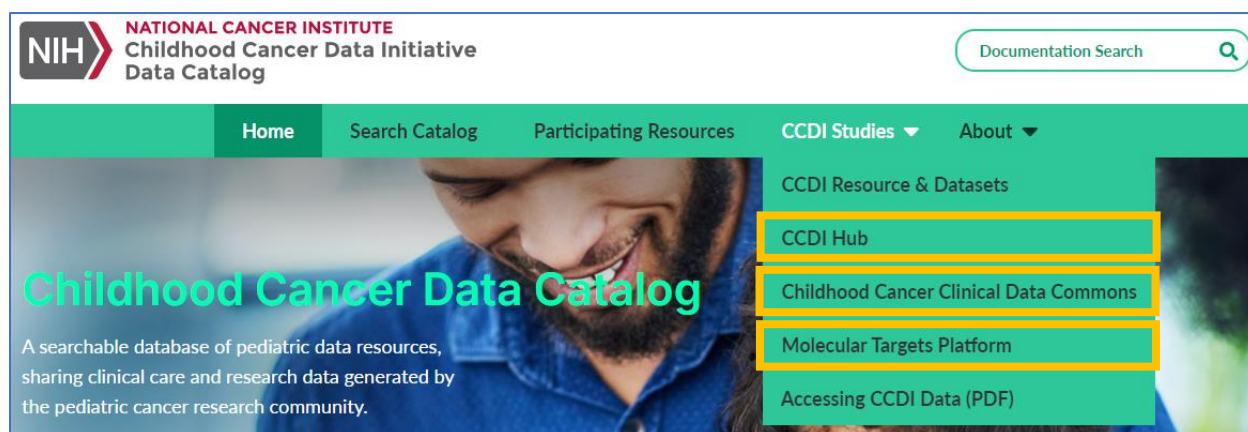 NIH
NATIONAL CANCER INSTITUTE
Childhood Cancer Data Initiative
Data Catalog
Documentation Search
Home Search Catalog Participating Resources CCDI Studies About
CCDI Resource & Datasets
CCDI Hub
Childhood Cancer Clinical Data Commons
Molecular Targets Platform
Accessing CCDI Data (PDF)
Childhood Cancer Data Catalog
A searchable database of pediatric data resources,
sharing clinical care and research data generated by
the pediatric cancer research community.